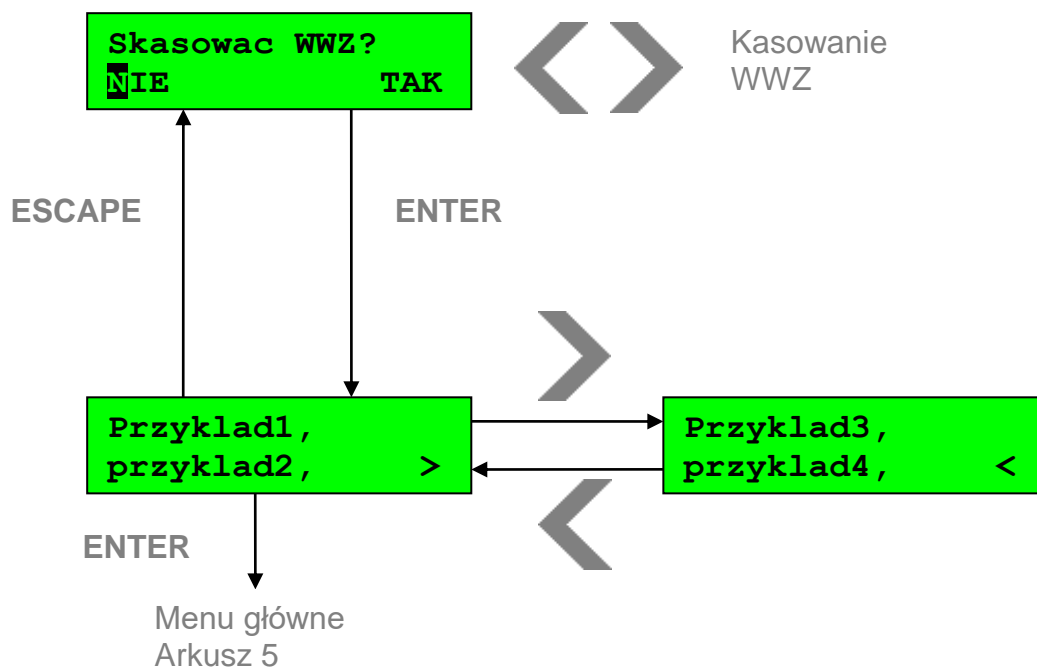 Skasowac WWZ?
NIE TAK
Kasowanie
WWZ
ESCAPE
ENTER
Przyklad1,
przyklad2, >
Przyklad3,
przyklad4, <
ENTER
Menu główne
Arkusz 5